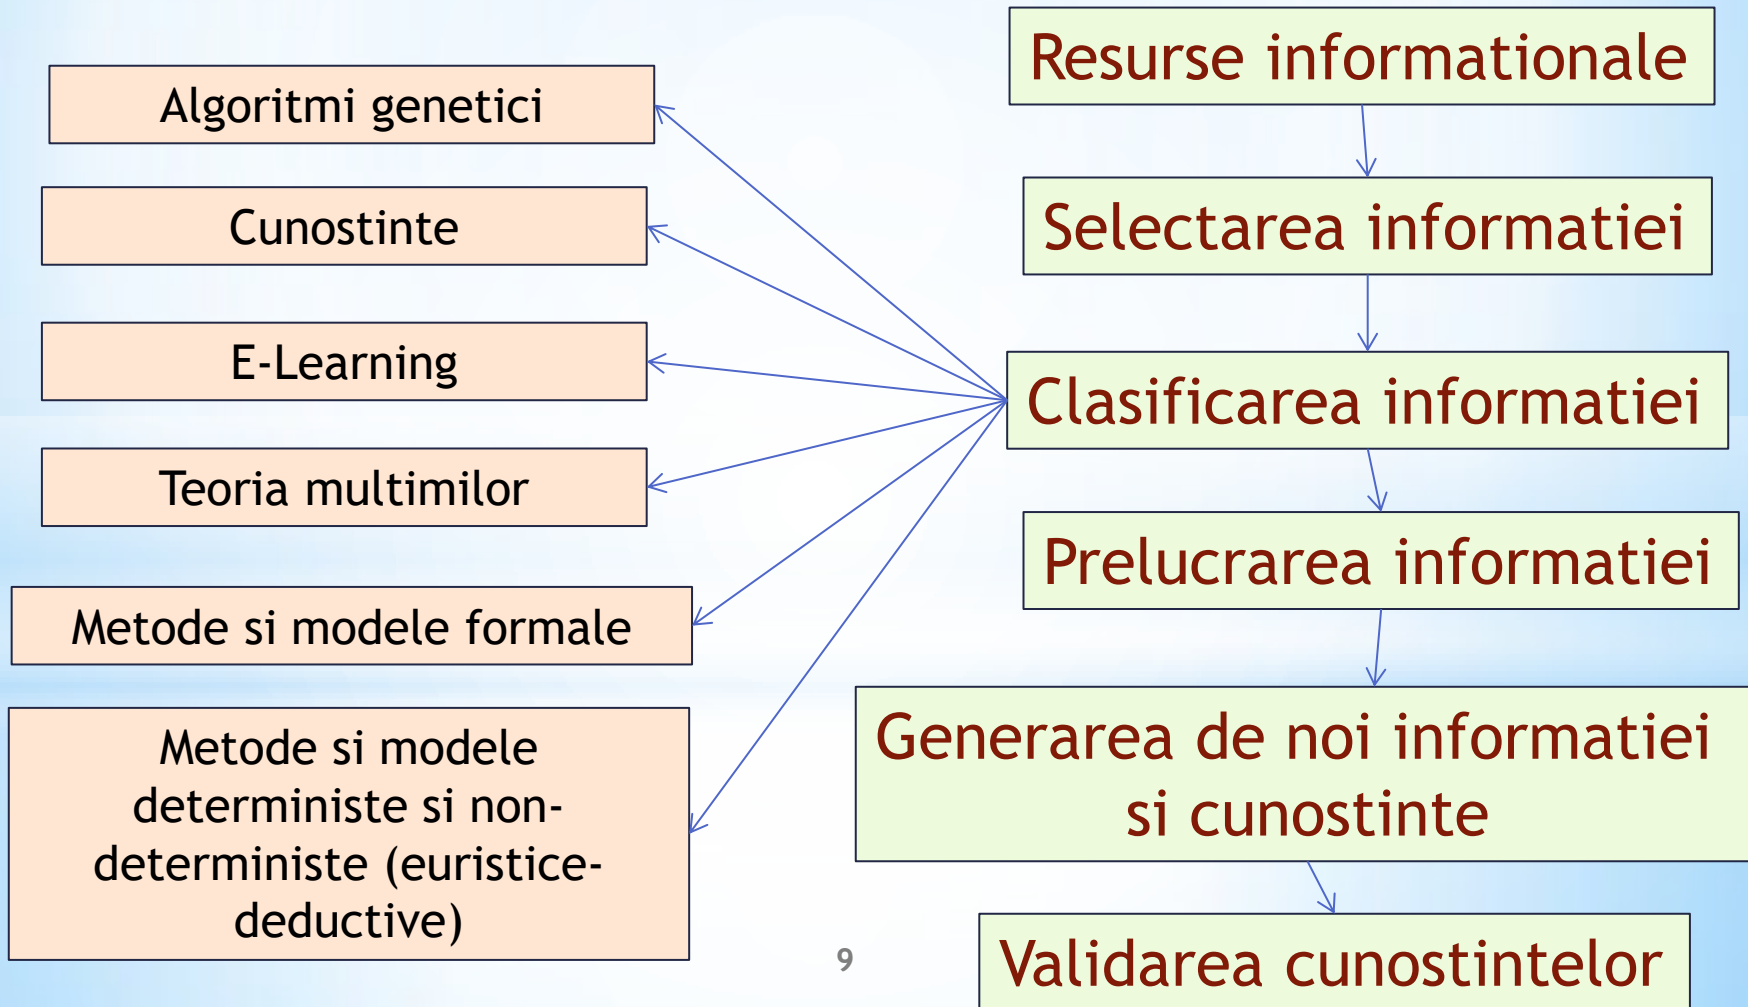 Algoritmi genetici
Cunostinte
E-Learning
Teoria multimilor
Metode si modele formale
Metode si modele
deterministe si non-
deterministe (euristice-
deductive)
Resurse informationale
Selectarea informatiei
Clasificarea informatiei
Prelucrarea informatiei
Generarea de noi informatiei
si cunostinte
Validarea cunostintelor
9